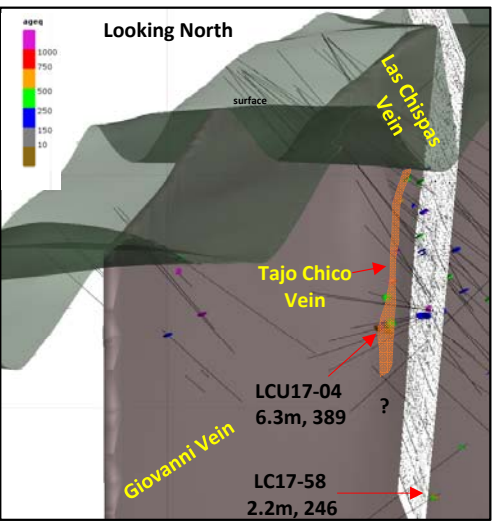 ageq
1000
750
500
250
150
10
Looking North
surface
Las Chispas
Vein
Tajo Chico
Vein
LCU17-04
6.3m, 389
?
Giovanni Vein
LC17-58
2.2m, 246